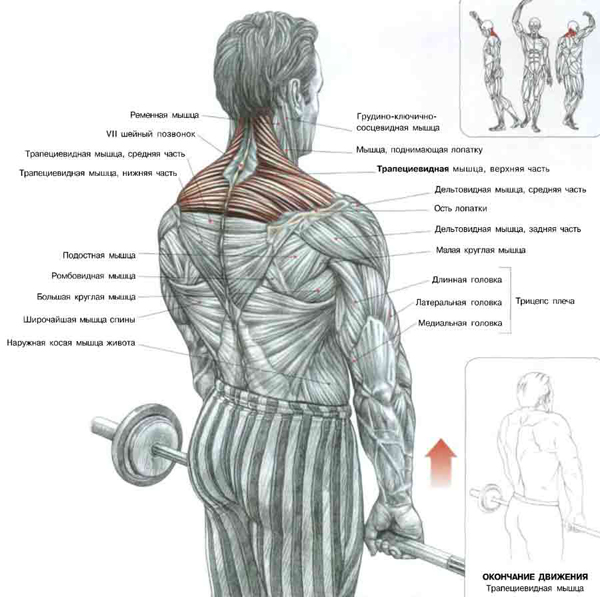 Ременная мышца
VII шейный позвонок
Трапециевидная мышца, средняя часть
Трапециевидная мышца, нижняя часть
Подостная мышца
Ромбовидная мышца
Большая круглая мышца
Широчайшая мышца спины
Наружная косая мышца живота
Грудино-ключично-
сосцевидная мышца
Мышца, поднимающая лопатку
Трапециевидная мышца, верхняя часть
Дельтовидная мышца, средняя часть
Ость лопатки
Дельтовидная мышца, задняя часть
Малая круглая мышца
Длинная головка
Латеральная головка
Медиальная головка
Трицепс плеча
ОКОНЧАНИЕ ДВИЖЕНИЯ
Трапециевидная мышца